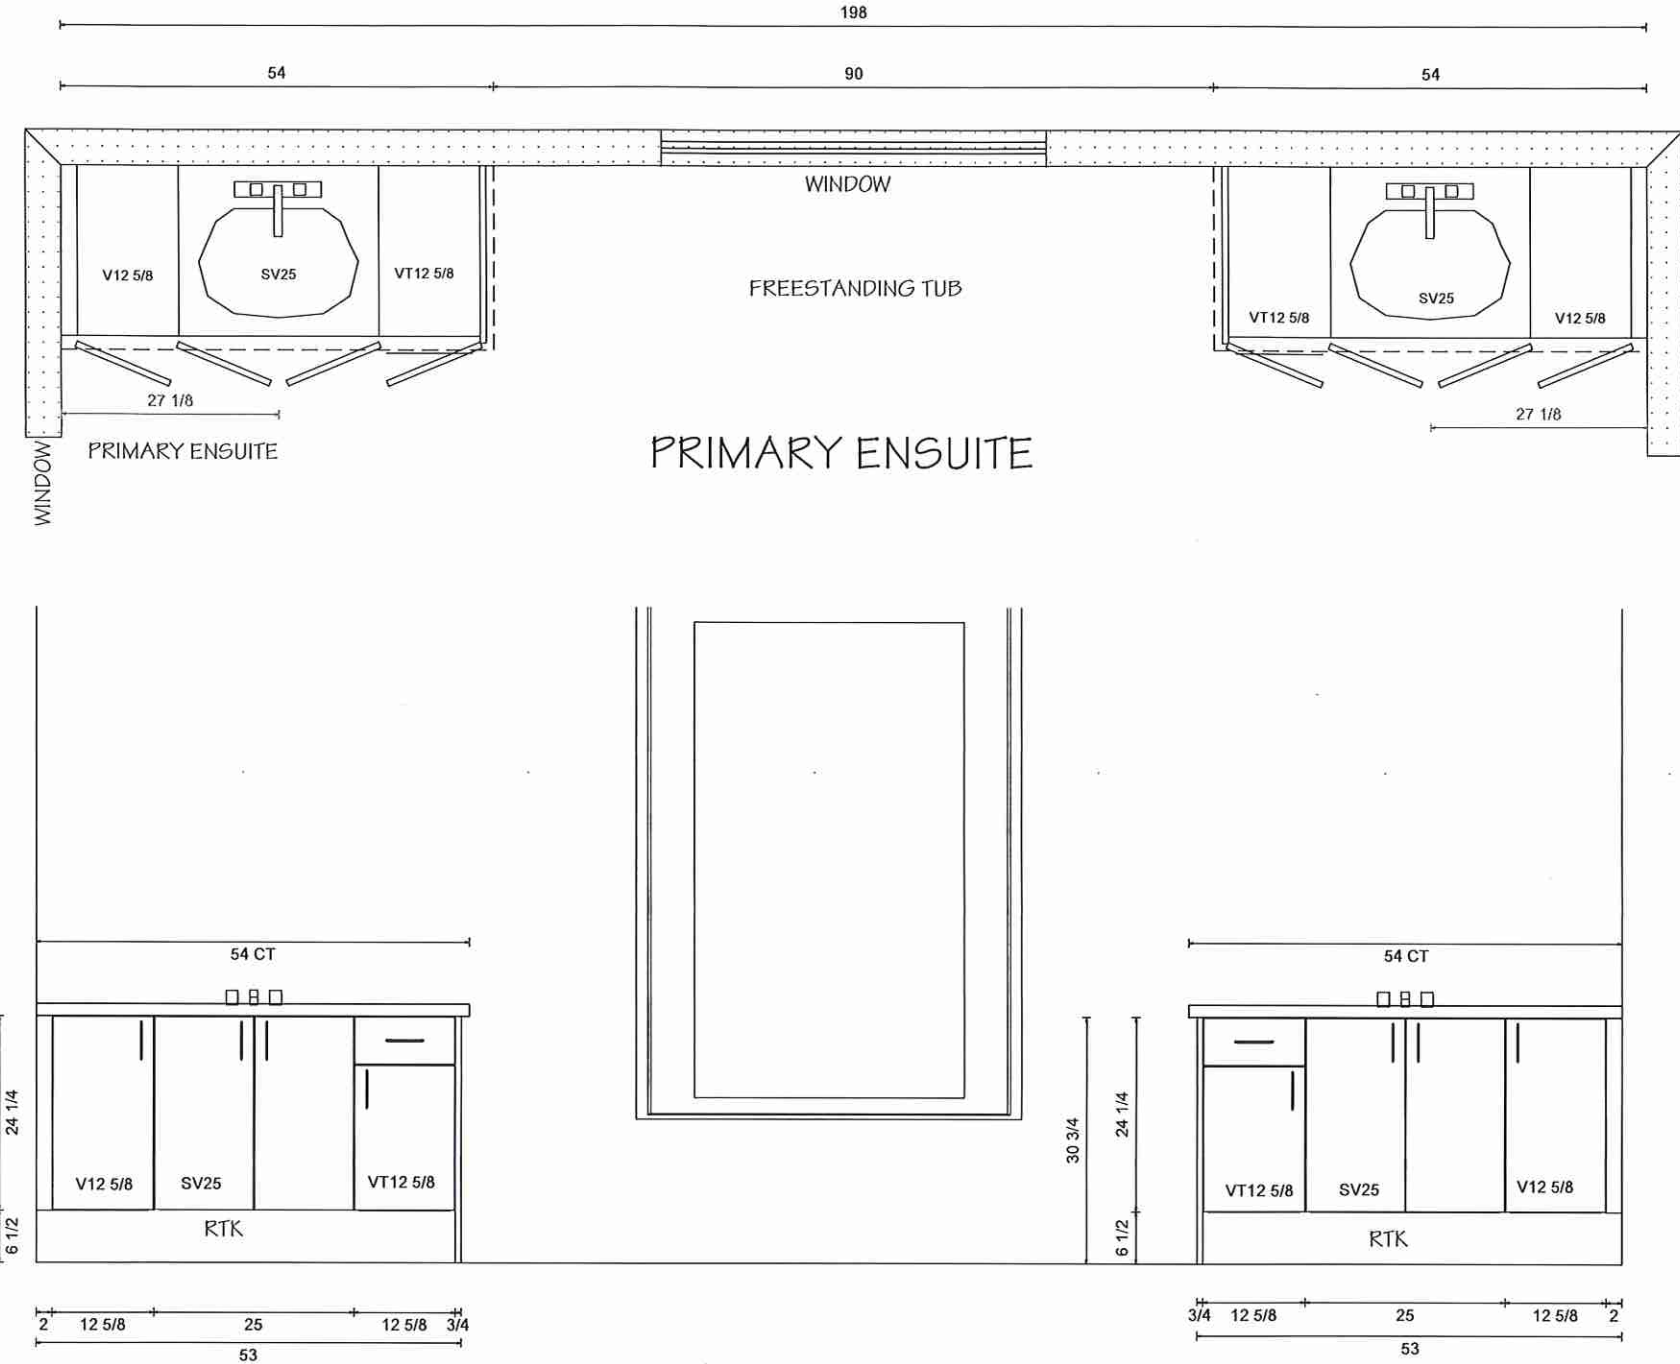 198
54 90 54
WINDOW
V12 5/8 SV25 VT12 5/8
FREESTANDING TUB
VT12 5/8 SV25 V12 5/8
27 1/8
27 1/8
PRIMARY ENSUITE
PRIMARY ENSUITE
WINDOW
54 CT
54 CT
24 1/4
6 1/2
V12 5/8 SV25 VT12 5/8
RTK
30 3/4
24 1/4
6 1/2
VT12 5/8 SV25 V12 5/8
RTK
2 12 5/8 25 12 5/8 3/4
53
3/4 12 5/8 25 12 5/8 2
53